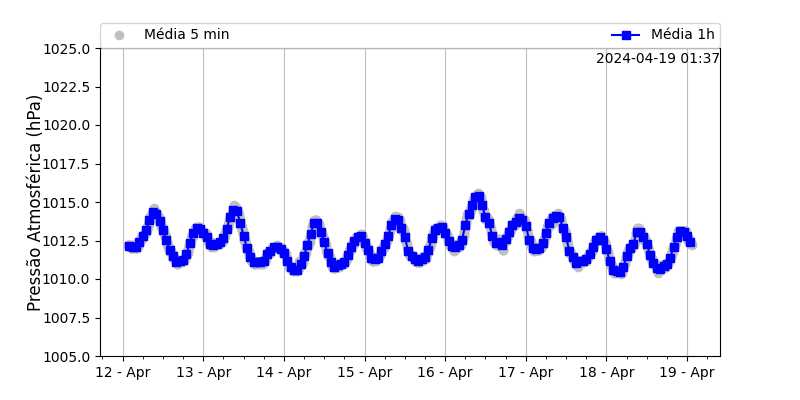 Média 5 min
Média 1h
2024-04-19 01:37
Pressão Atmosférica (hPa)
1025.0
1022.5
1020.0
1017.5
1015.0
1012.5
1010.0
1007.5
1005.0
12 - Apr
13 - Apr
14 - Apr
15 - Apr
16 - Apr
17 - Apr
18 - Apr
19 - Apr